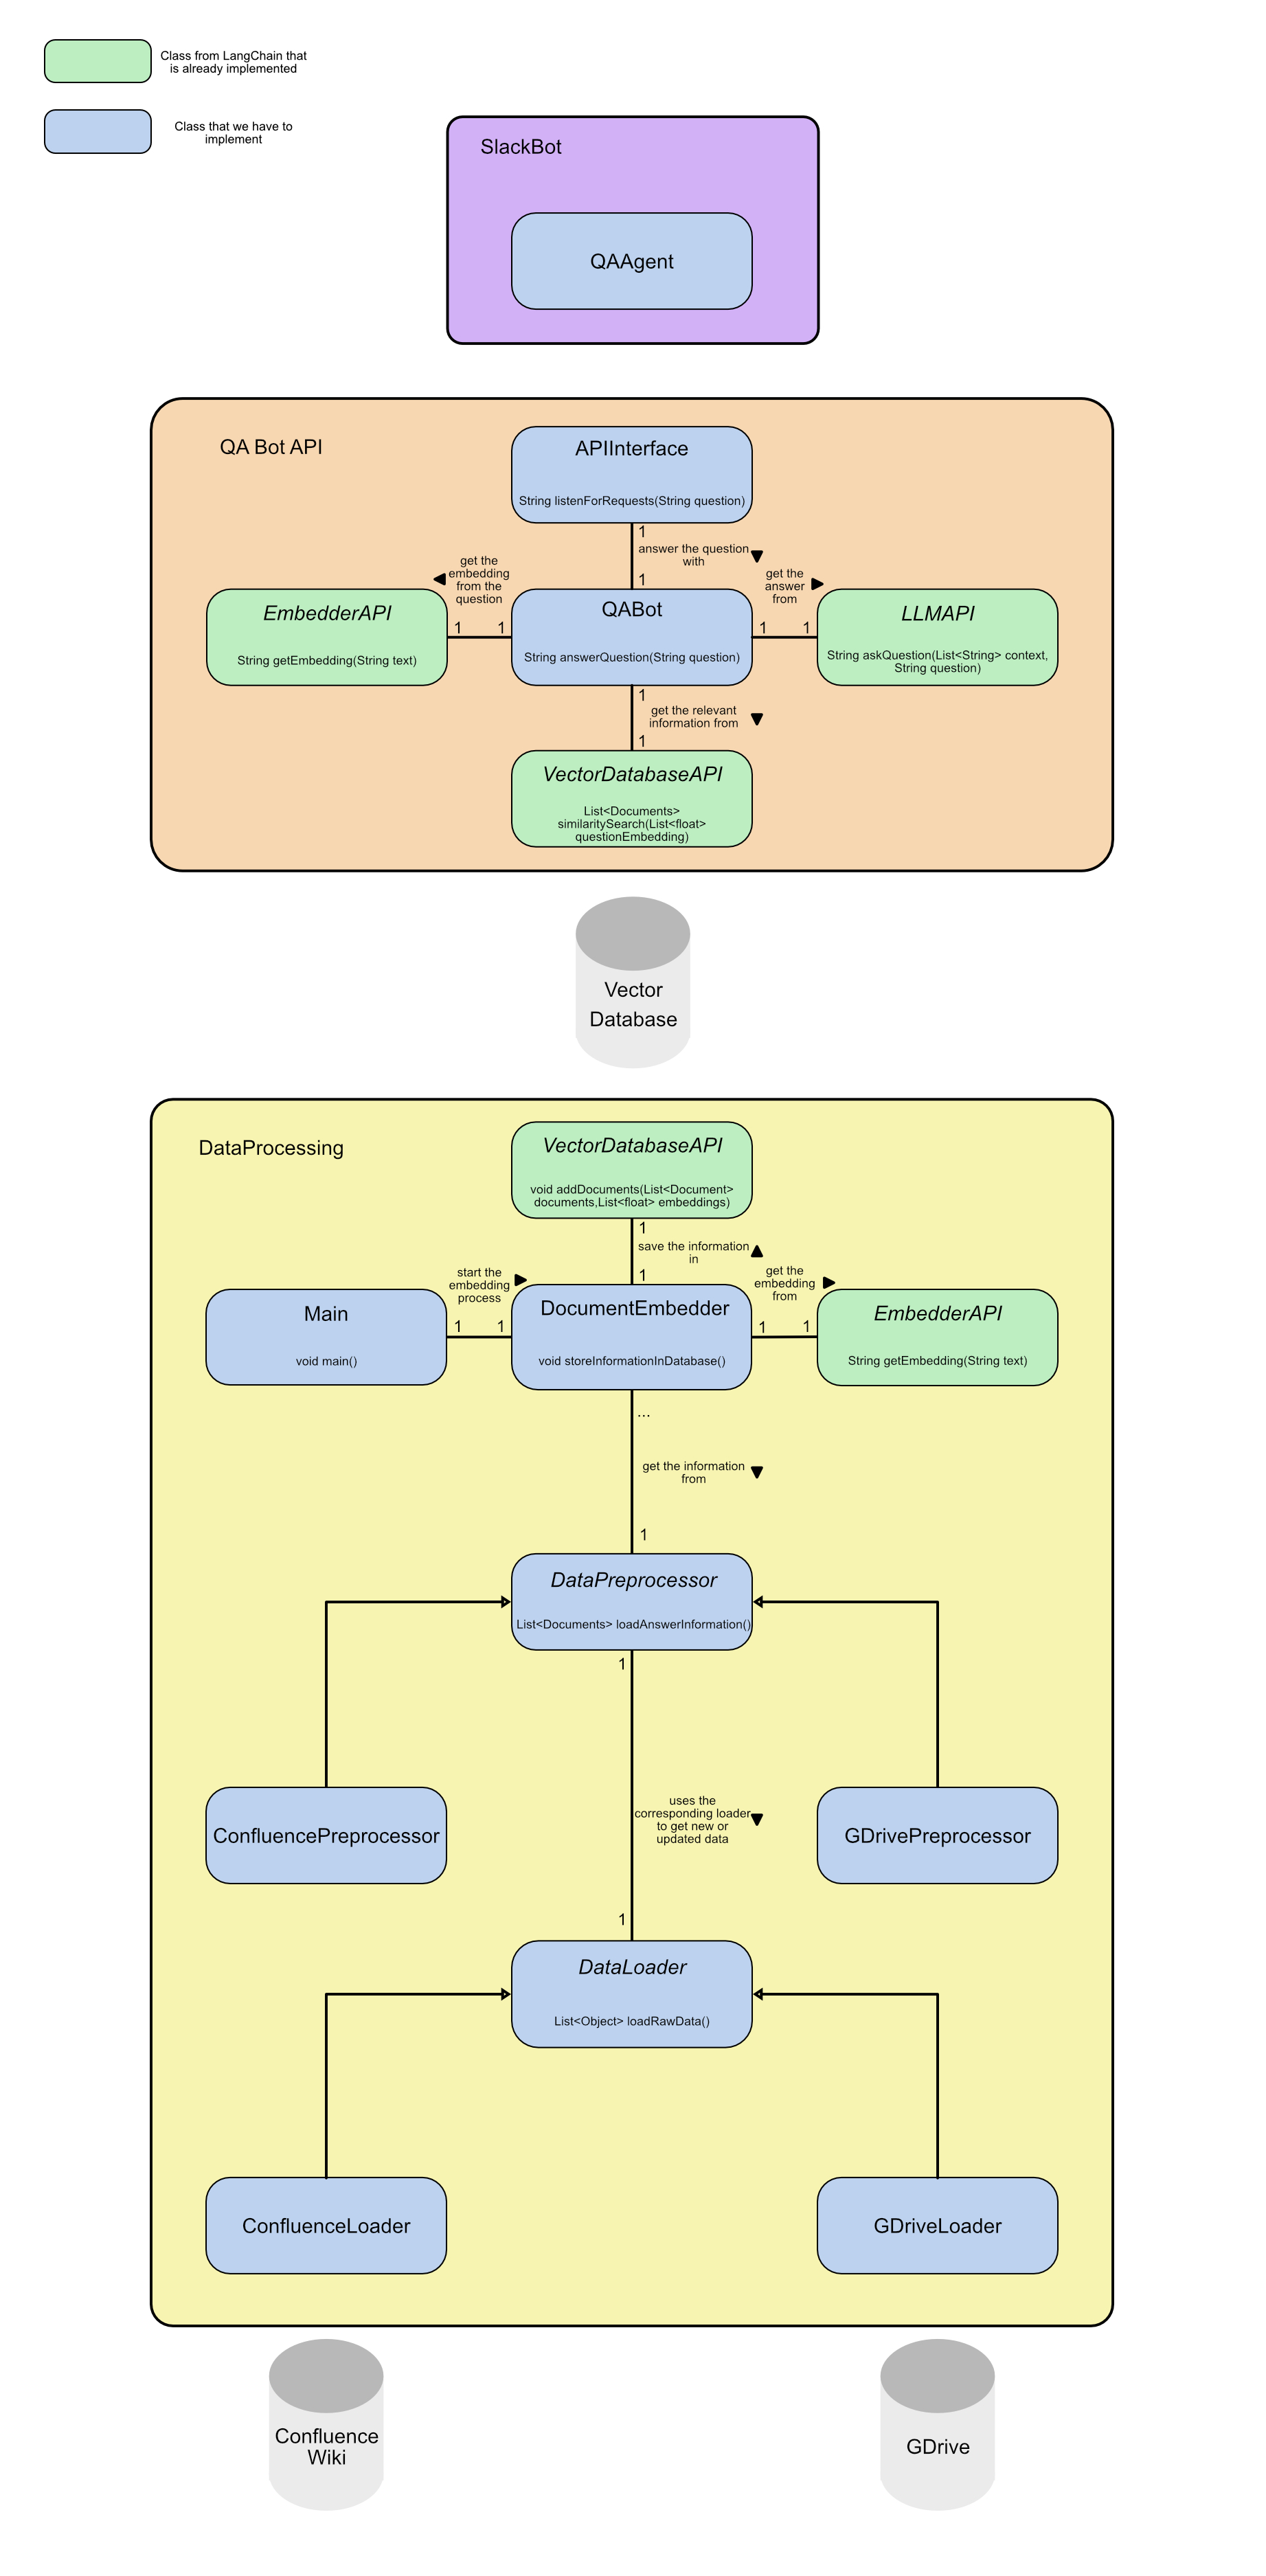 Class from LangChain that
is already implemented
Class that we have to
implement
SlackBot
QAAgent
QA Bot API
APIInterface
String listenForRequests(String question)
1
answer the question
with
1
get the
embedding
from the
question
get the
answer
from
EmbedderAPI
String getEmbedding(String text)
1
1
QABot
String answerQuestion(String question)
1
1
LLMAPI
String askQuestion(List<String> context,
String question)
1
get the relevant
information from
1
VectorDatabaseAPI
List<Documents>
similaritySearch(List<float>
questionEmbedding)
Vector
Database
DataProcessing
VectorDatabaseAPI
void addDocuments(List<Document>
documents,List<float> embeddings)
1
save the information
in
1
start the
embedding
process
get the
embedding
from
Main
void main()
1
1
DocumentEmbedder
void storeInformationInDatabase()
1
1
EmbedderAPI
String getEmbedding(String text)
...
get the information
from
1
DataPreprocessor
List<Documents> loadAnswerInformation()
1
uses the
corresponding loader
to get new or
updated data
ConfluencePreprocessor
GDrivePreprocessor
1
DataLoader
List<Object> loadRawData()
ConfluenceLoader
GDriveLoader
Confluence
Wiki
GDrive